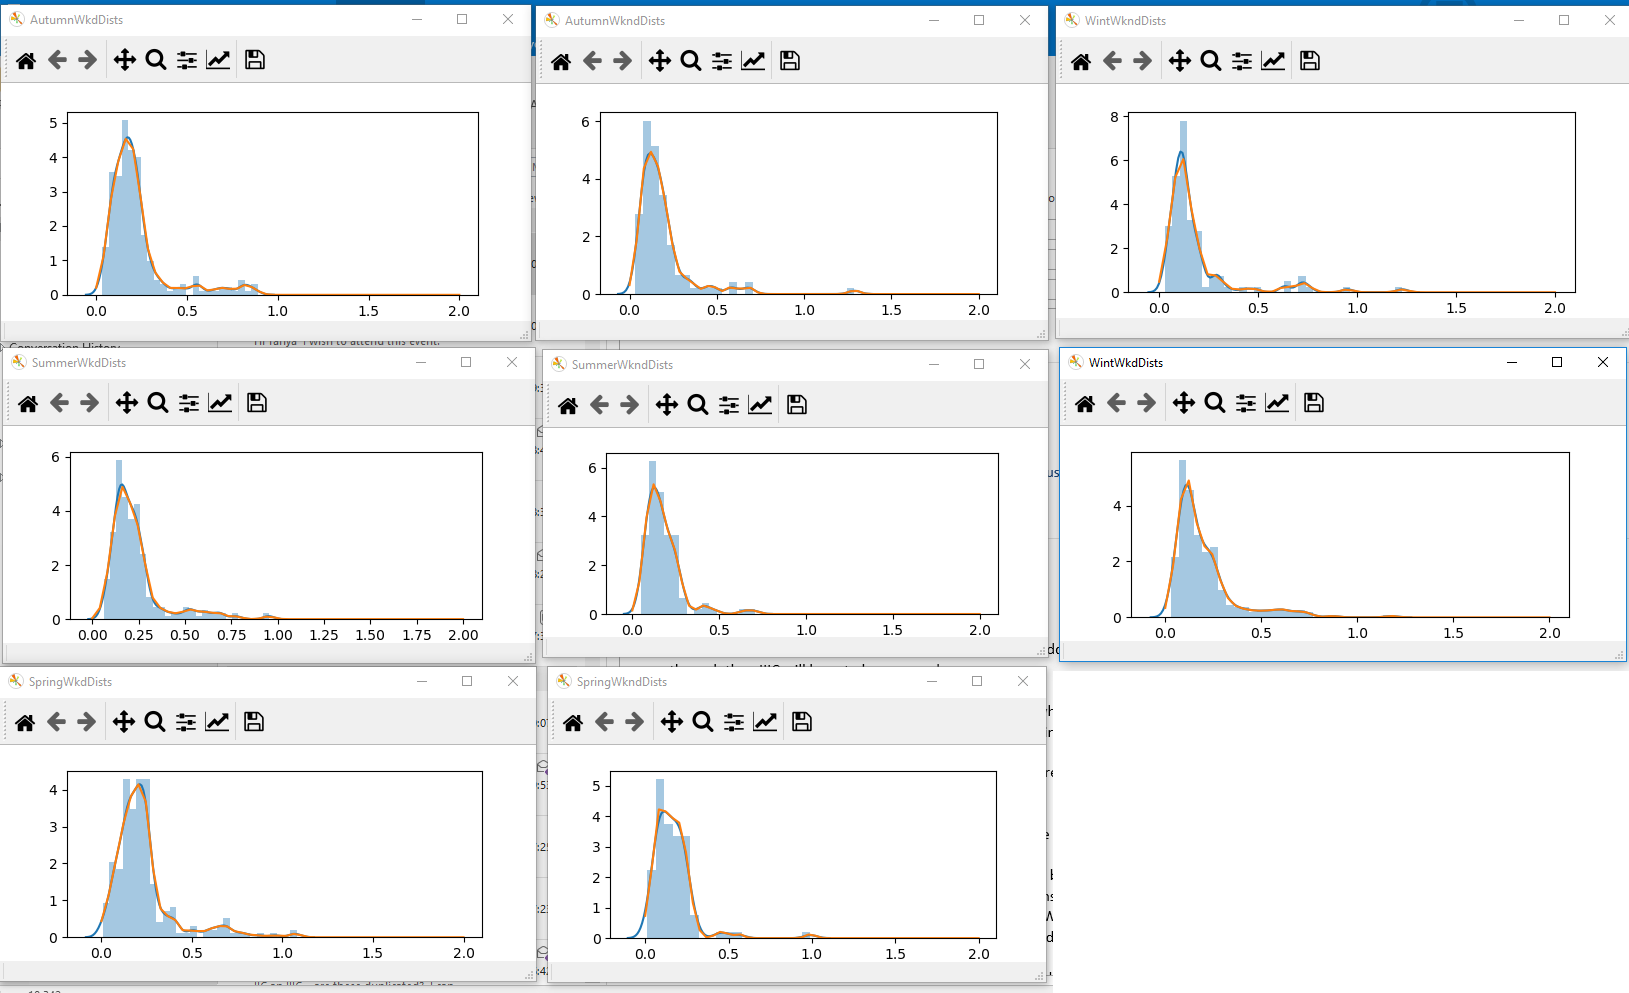 AutumnWkdDists
5
4
3
2
1
0
0.0 0.5 1.0 1.5 2.0
AutumnWkndDists
6
4
2
0
0.0 0.5 1.0 1.5 2.0
WintWkndDists
8
6
4
2
0
0.0 0.5 1.0 1.5 2.0
Conversation History
SummerWkdDists
6
4
2
0
0.00 0.25 0.50 0.75 1.00 1.25 1.50 1.75 2.00
SummerWkndDists
6
4
2
0
0.0 0.5 1.0 1.5 2.0
WintWkdDists
4
2
0
0.0 0.5 1.0 1.5 2.0
SpringWkdDists
4
3
2
1
0
0.0 0.5 1.0 1.5 2.0
SpringWkndDists
5
4
3
2
1
0
0.0 0.5 1.0 1.5 2.0